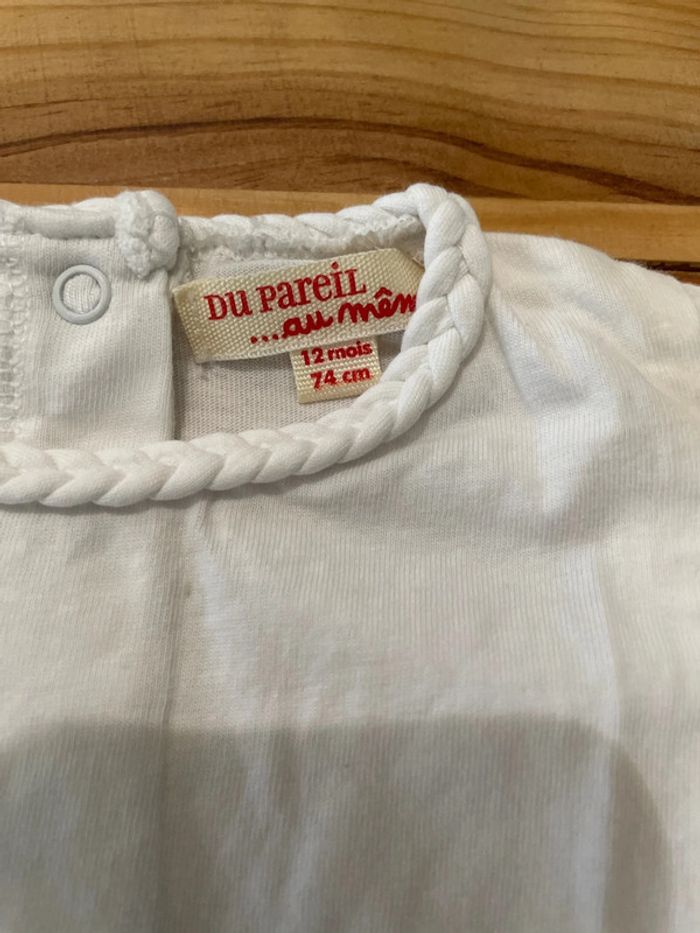 DU PAREIL
...au mêm
12 mois
74 cm